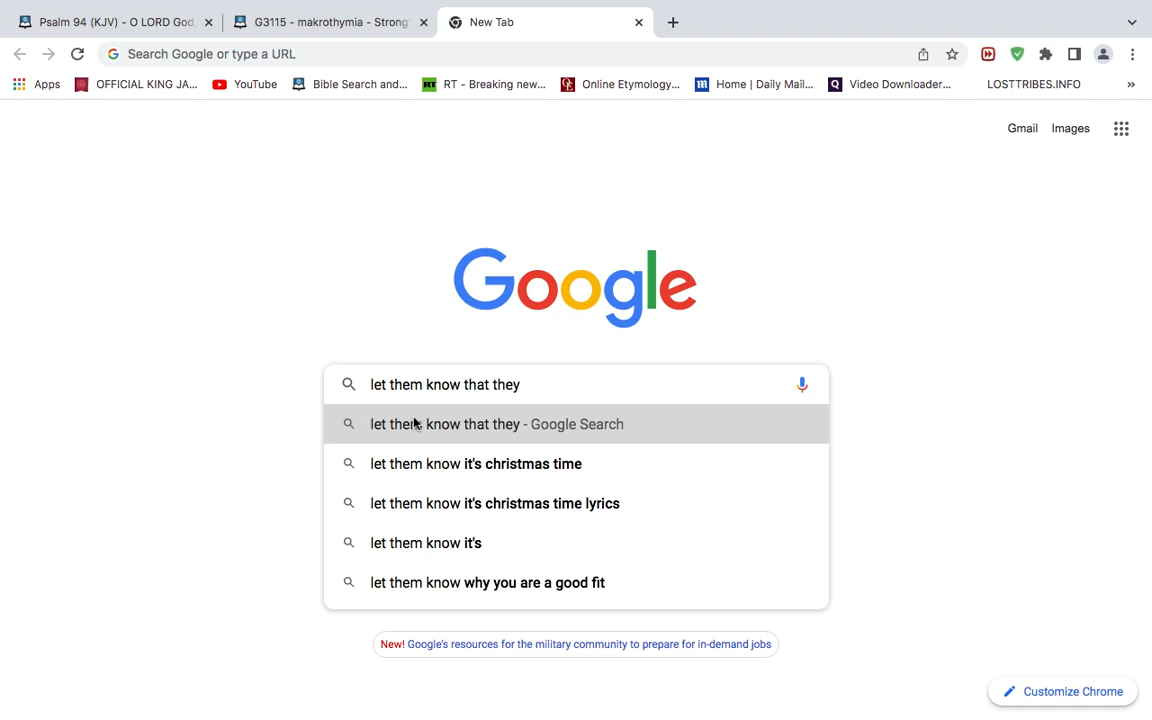 Psalm 94 (KJV) - O LORD God,
G3115 - makrothymia - Strong'
New Tab
Search Google or type a URL
Apps
OFFICIAL KING JA...
YouTube
Bible Search and...
RT
RT - Breaking new...
Online Etymology...
m
Home | Daily Mail...
Q
Video Downloader...
LOSTTRIBES.INFO
»
Gmail
Images
Google
let them know that they
let them know that they - Google Search
let them know it's christmas time
let them know it's christmas time lyrics
let them know it's
let them know why you are a good fit
New! Google's resources for the military community to prepare for in-demand jobs
Customize Chrome